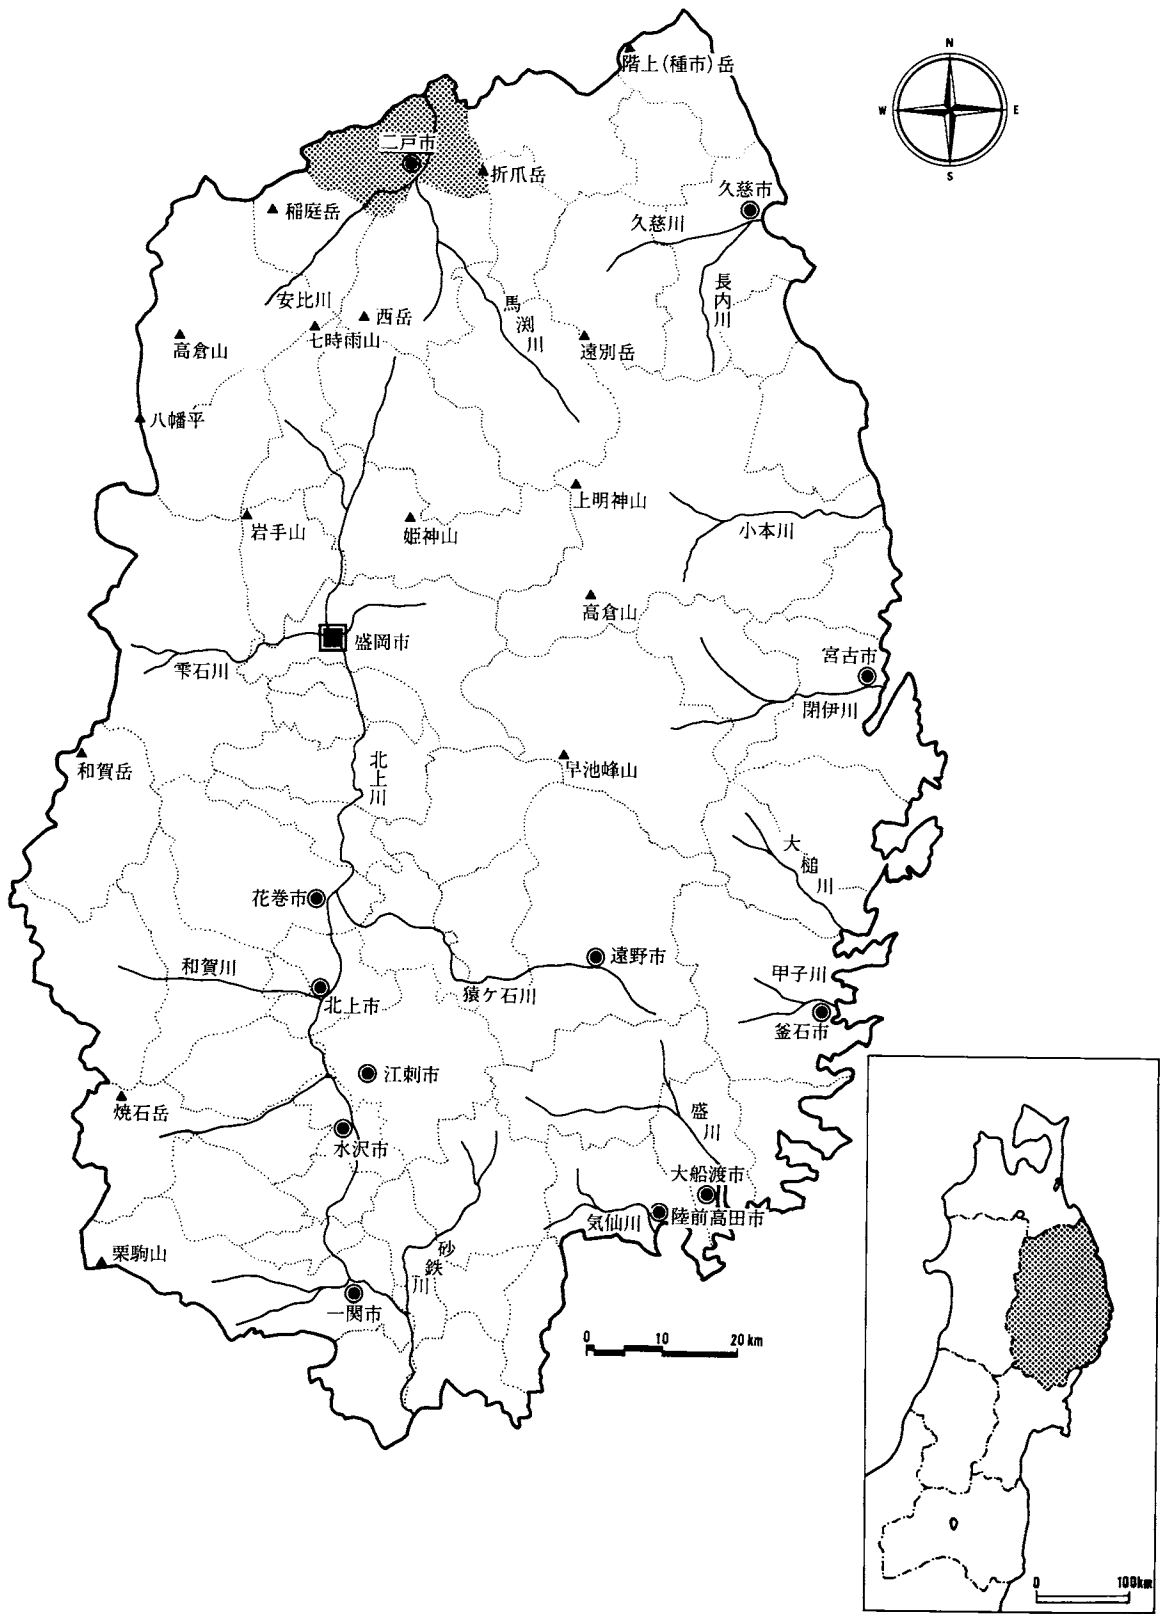 N
W
E
S
階上(種市)岳
二戸市
折爪岳
稲庭岳
久慈市
久慈川
安比川
西岳
七時雨山
馬渕川
長内川
高倉山
遠別岳
八幡平
上明神山
岩手山
姫神山
小本川
高倉山
盛岡市
雫石川
宮古市
閉伊川
和賀岳
北上川
早池峰山
大槌川
花巻市
和賀川
遠野市
猿ケ石川
甲子川
北上市
釜石市
江刺市
焼石岳
盛川
水沢市
大船渡市
気仙川
陸前高田市
栗駒山
砂鉄川
一関市
0 10 20km
0 100km